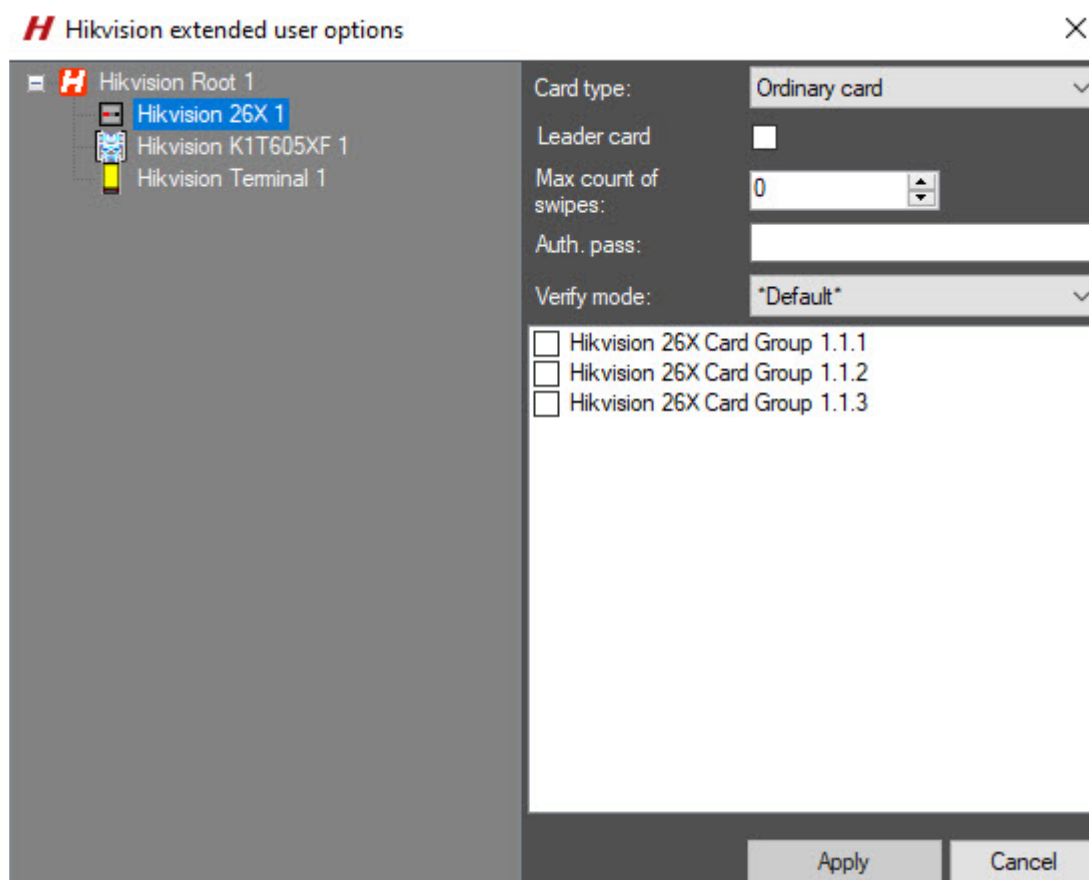 Hikvision extended user options
Hikvision Root 1
Hikvision 26X 1
Hikvision K1T605XF 1
Hikvision Terminal 1
Card type:
Ordinary card
Leader card
Max count of
swipes:
0
Auth. pass:
Verify mode:
*Default*
Hikvision 26X Card Group 1.1.1
Hikvision 26X Card Group 1.1.2
Hikvision 26X Card Group 1.1.3
Apply
Cancel